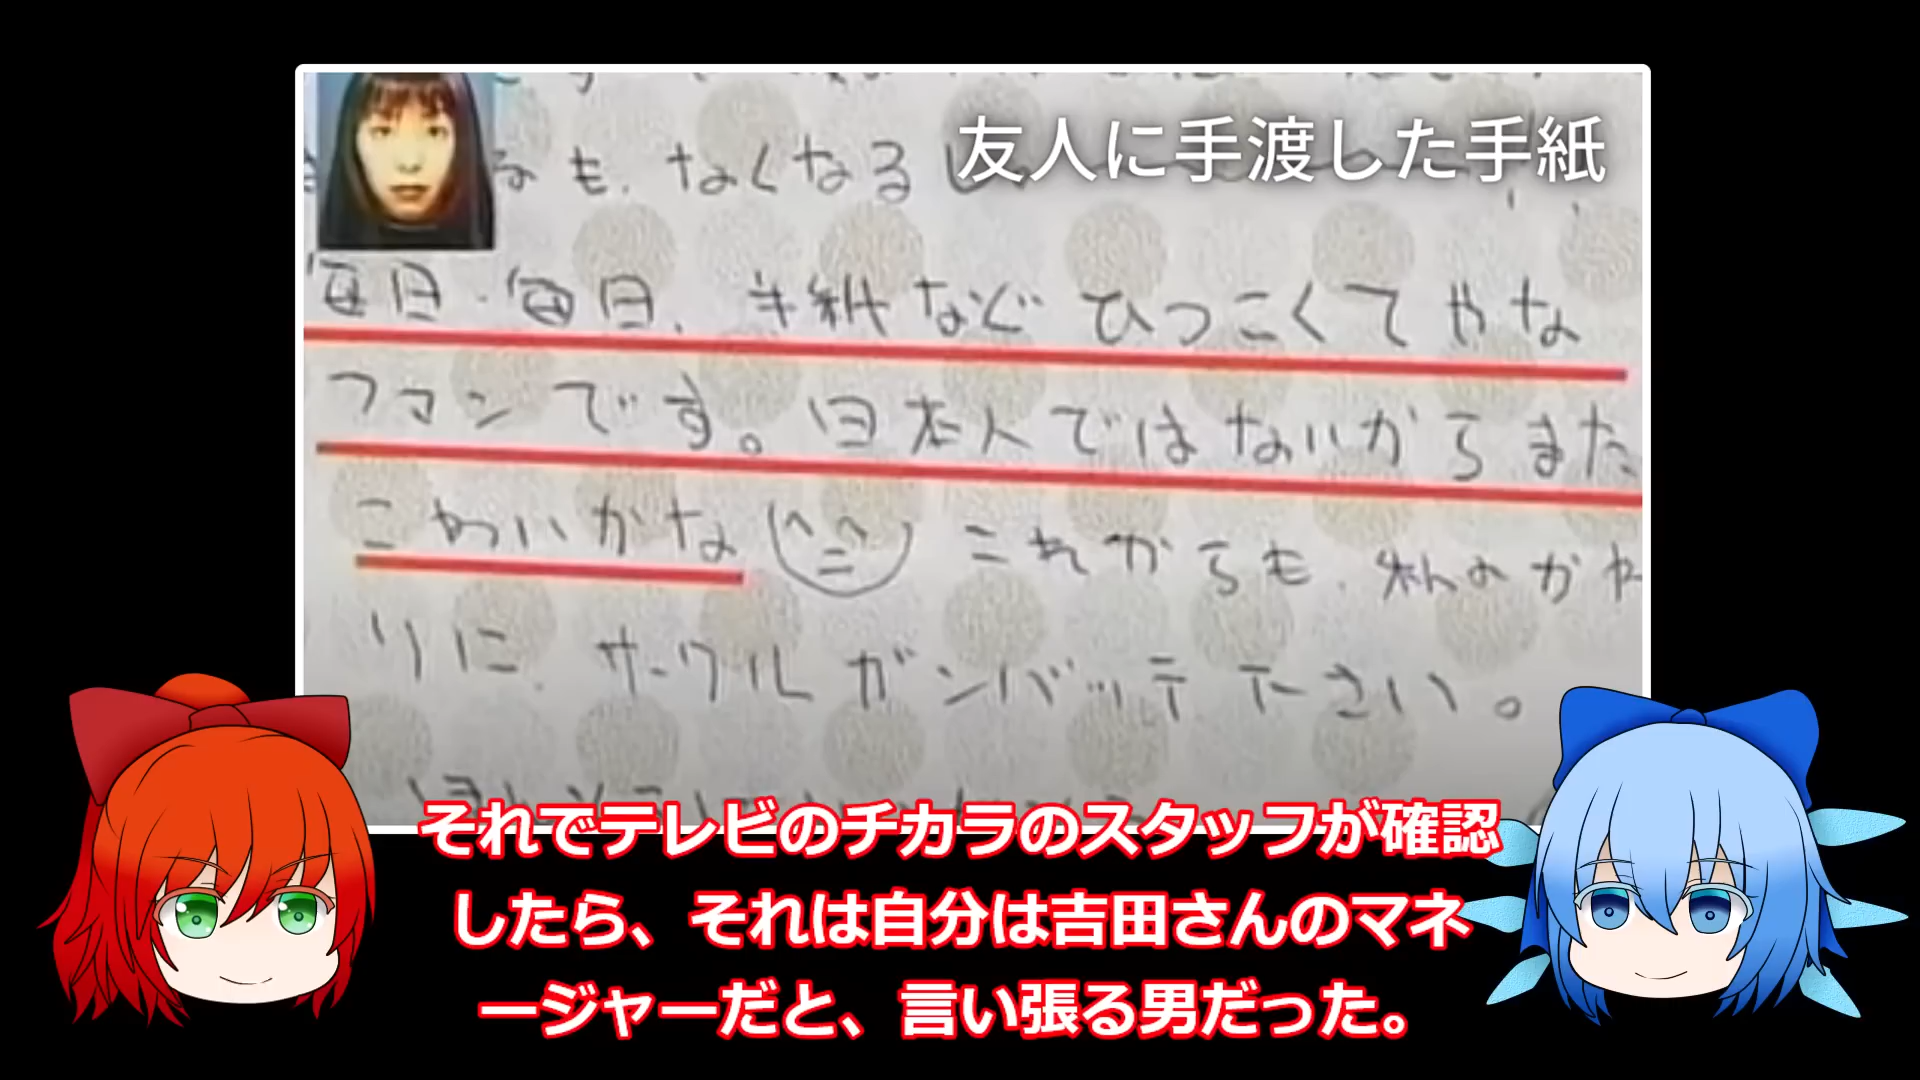 友人に手渡した手紙
も、なくなるし
毎日、毎日、手紙など ひつこくて やな
ファンです。日本人ではないからまた
こわいかな これからも、私のかわ
りに、サークル ガンバッテ 下さい。
それでテレビのチカラのスタッフが確認
したら、それは自分は吉田さんのマネ
ージャーだと、言い張る男だった。